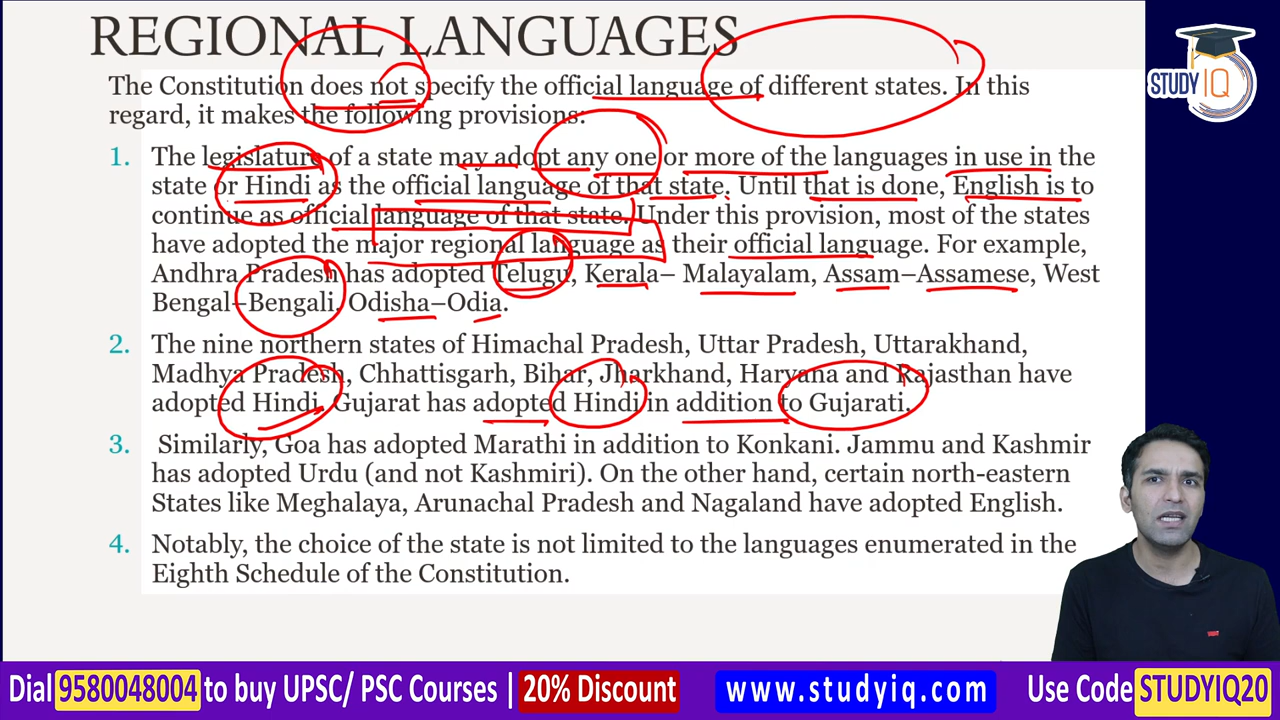 REGIONAL LANGUAGES
STUDY IQ
The Constitution does not specify the official language of different states. In this
regard, it makes the following provisions:
1. The legislature of a state may adopt any one or more of the languages in use in the
state or Hindi as the official language of that state. Until that is done, English is to
continue as official language of that state. Under this provision, most of the states
have adopted the major regional language as their official language. For example,
Andhra Pradesh has adopted Telugu, Kerala– Malayalam, Assam–Assamese, West
Bengal–Bengali, Odisha–Odia.
2. The nine northern states of Himachal Pradesh, Uttar Pradesh, Uttarakhand,
Madhya Pradesh, Chhattisgarh, Bihar, Jharkhand, Haryana and Rajasthan have
adopted Hindi. Gujarat has adopted Hindi in addition to Gujarati.
3. Similarly, Goa has adopted Marathi in addition to Konkani. Jammu and Kashmir
has adopted Urdu (and not Kashmiri). On the other hand, certain north-eastern
States like Meghalaya, Arunachal Pradesh and Nagaland have adopted English.
4. Notably, the choice of the state is not limited to the languages enumerated in the
Eighth Schedule of the Constitution.
Dial 9580048004 to buy UPSC/ PSC Courses | 20% Discount www.studyiq.com Use Code STUDYIQ20